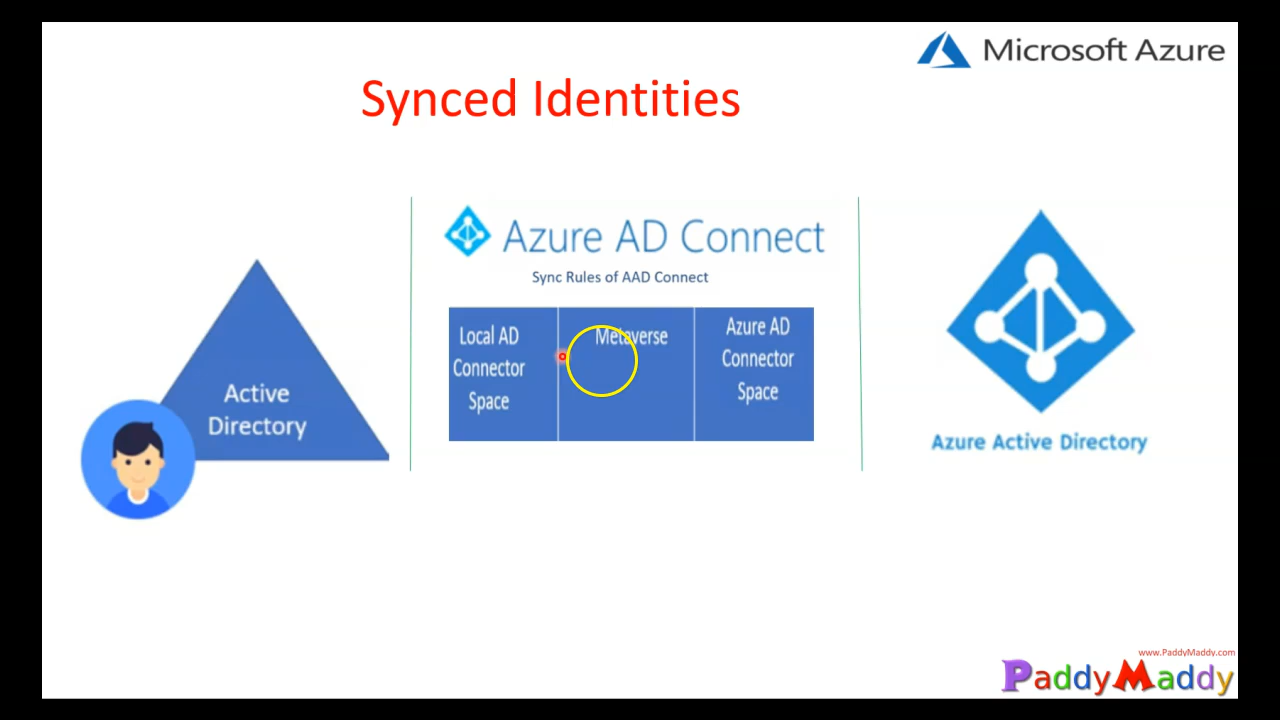 Microsoft Azure
Synced Identities
Azure AD Connect
Sync Rules of AAD Connect
Local AD
Connector
Space
Metaverse
Azure AD
Connector
Space
Active
Directory
Azure Active Directory
www.PaddyMaddy.com
PaddyMaddy